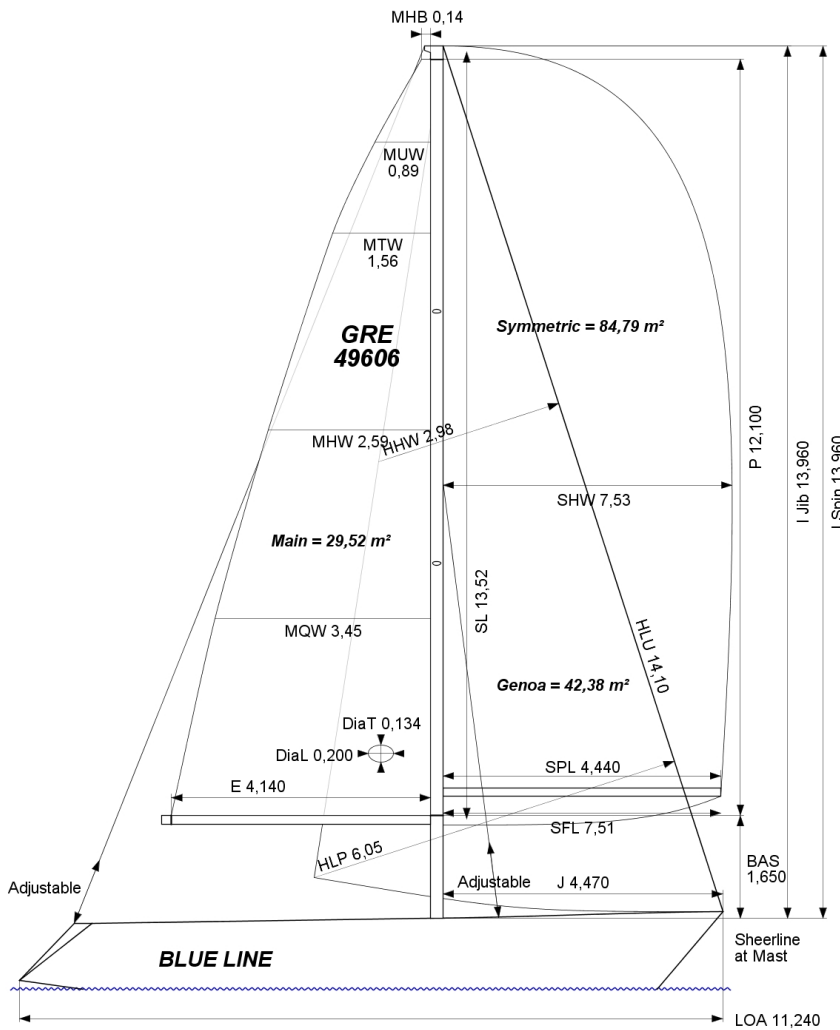 MHB 0,14
MUW
0,89
MTW
1,56
GRE
49606
Symmetric = 84,79 m²
MHW 2,59
HHW 2,98
P 12,100
I Jib 13,960
I Spin 13,960
SHW 7,53
Main = 29,52 m²
SL 13,52
MQW 3,45
HLU 14,10
Genoa = 42,38 m²
DiaT 0,134
DiaL 0,200
SPL 4,440
E 4,140
SFL 7,51
HLP 6,05
BAS
1,650
Adjustable
Adjustable
J 4,470
Sheerline
at Mast
BLUE LINE
LOA 11,240